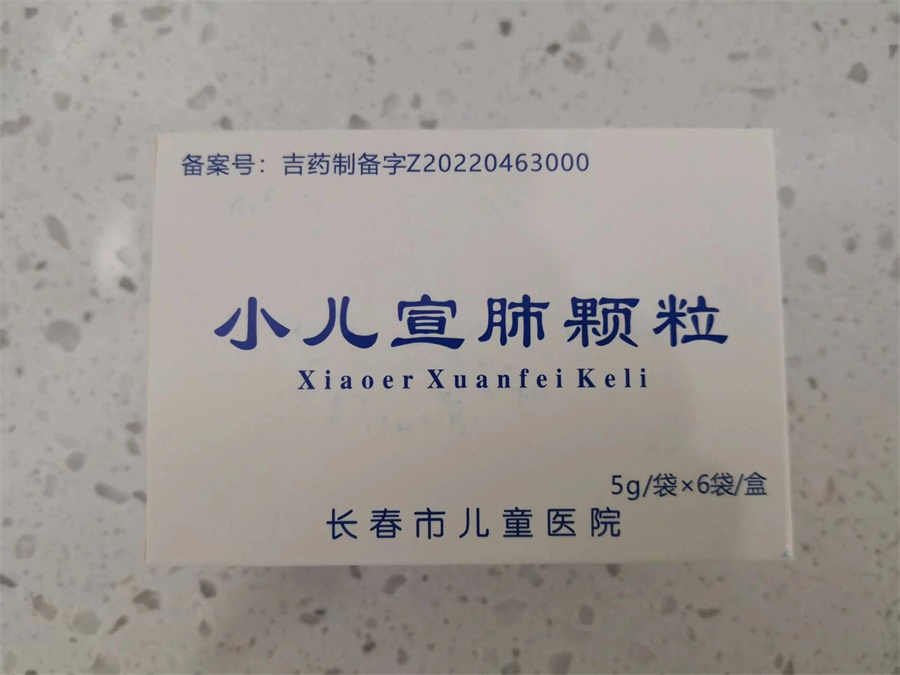 备案号：吉药制备字Z20220463000
小儿宣肺颗粒
Xiaoer Xuanfei Keli
5g/袋×6袋/盒
长春市儿童医院